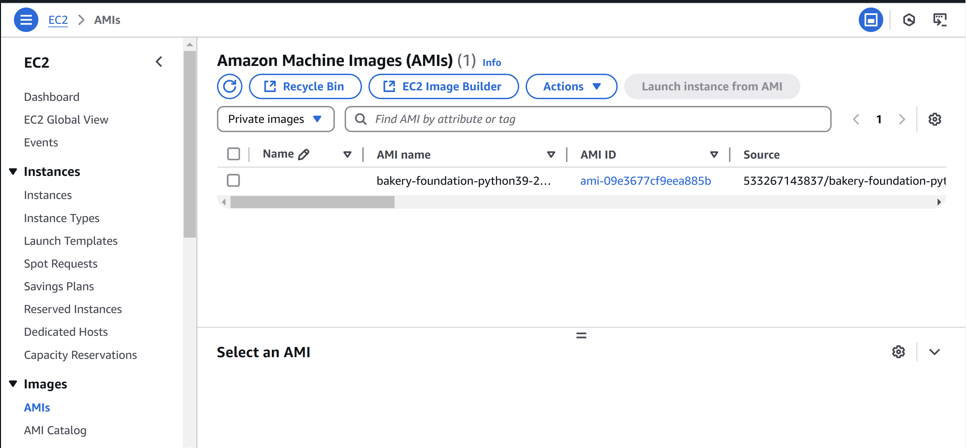 EC2 > AMIs
EC2
Dashboard
EC2 Global View
Events
Instances
Instances
Instance Types
Launch Templates
Spot Requests
Savings Plans
Reserved Instances
Dedicated Hosts
Capacity Reservations
Images
AMIs
AMI Catalog
Amazon Machine Images (AMIs) (1) Info
Recycle Bin EC2 Image Builder Actions Launch instance from AMI
Private images Find AMI by attribute or tag 1
Name AMI name AMI ID Source
bakery-foundation-python39-2... ami-09e3677cf9eea885b 533267143837/bakery-foundation-pyt
Select an AMI